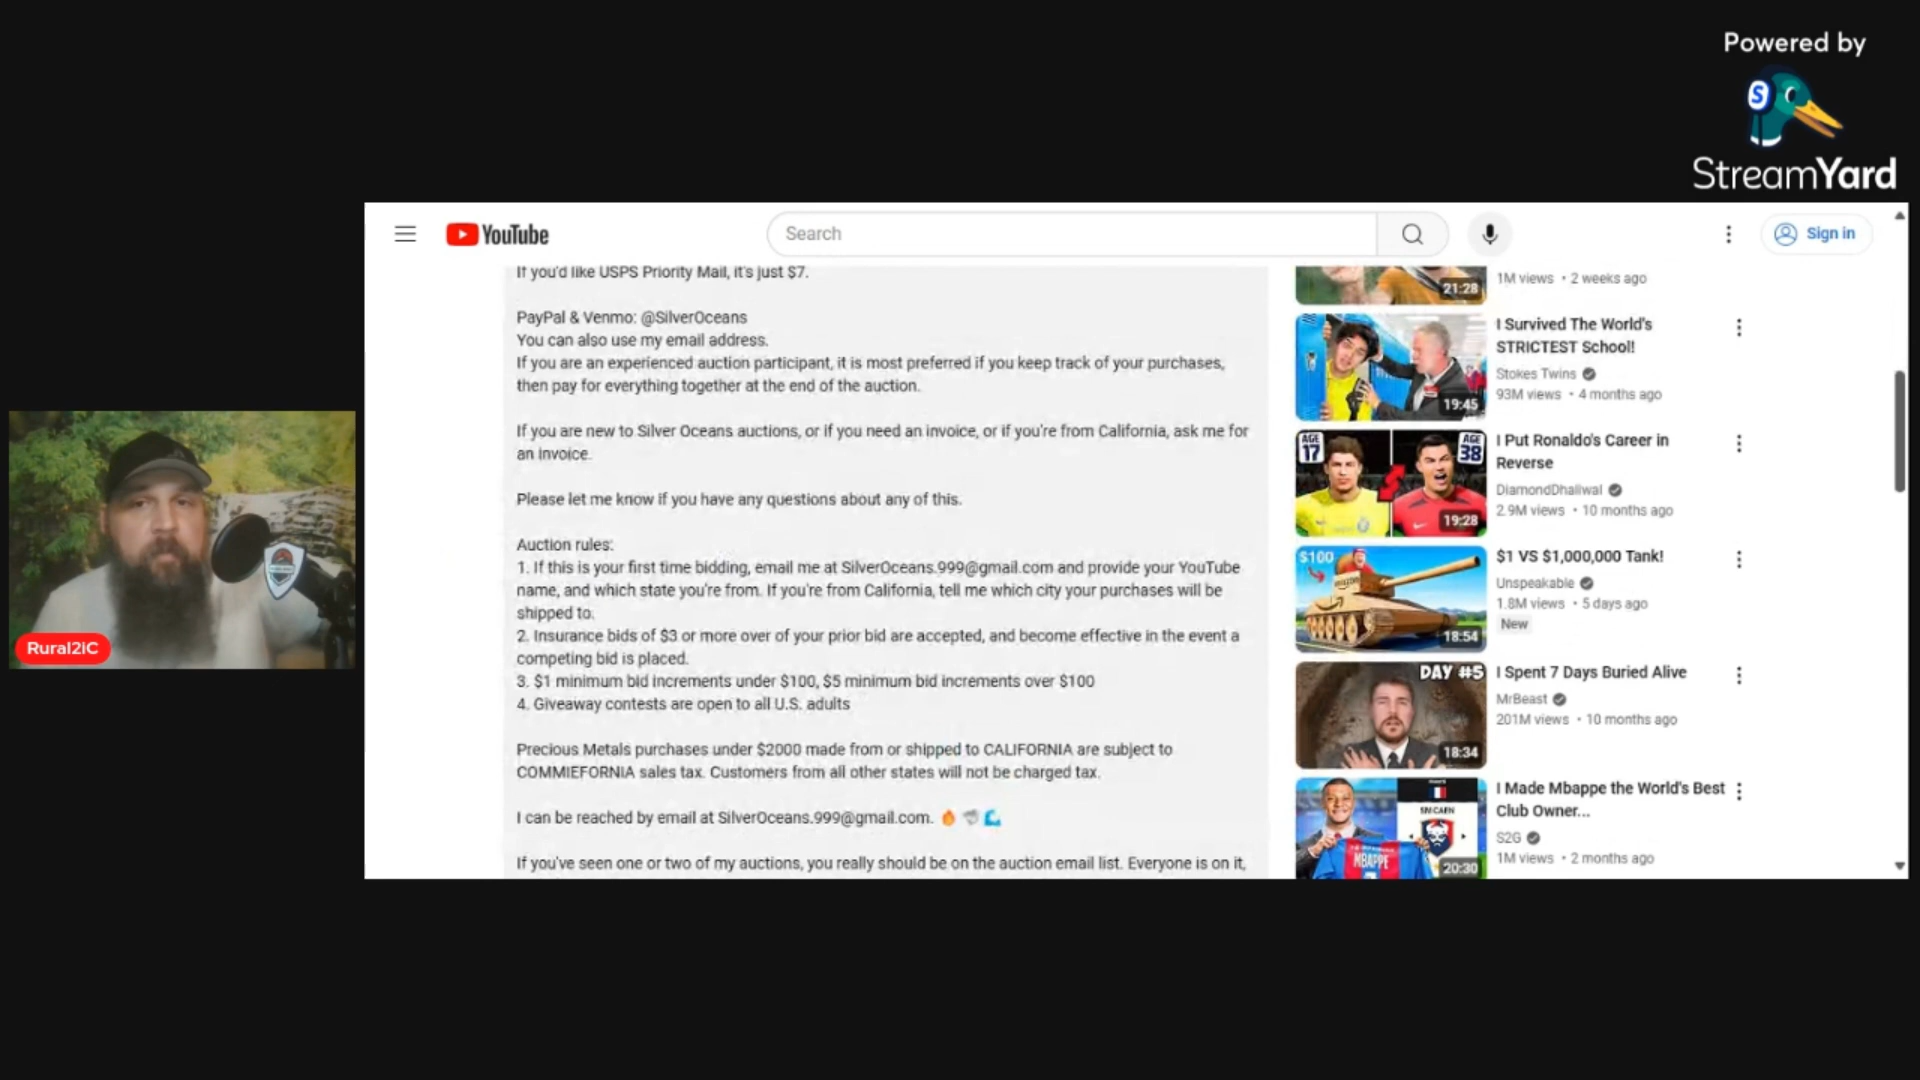 Powered by
S
StreamYard
YouTube
Search
Sign in
If you'd like USPS Priority Mail, it's just $7.
PayPal & Venmo: @SilverOceans
You can also use my email address.
If you are an experienced auction participant, it is most preferred if you keep track of your purchases,
then pay for everything together at the end of the auction.
If you are new to Silver Oceans auctions, or if you need an invoice, or if you're from California, ask me for
an invoice.
Please let me know if you have any questions about any of this.
Auction rules:
1. If this is your first time bidding, email me at SilverOceans.999@gmail.com and provide your YouTube
name, and which state you're from. If you're from California, tell me which city your purchases will be
shipped to.
2. Insurance bids of $3 or more over of your prior bid are accepted, and become effective in the event a
competing bid is placed.
3. $1 minimum bid increments under $100, $5 minimum bid increments over $100
4. Giveaway contests are open to all U.S. adults
Precious Metals purchases under $2000 made from or shipped to CALIFORNIA are subject to
COMMIEFORNIA sales tax. Customers from all other states will not be charged tax.
I can be reached by email at SilverOceans.999@gmail.com. 🔥 🦈 🌊
If you've seen one or two of my auctions, you really should be on the auction email list. Everyone is on it,
21:28
1M views • 2 weeks ago
19:45
I Survived The World's
STRICTEST School!
Stokes Twins
93M views • 4 months ago
AGE
17
AGE
38
19:28
I Put Ronaldo's Career in
Reverse
DiamondDhaliwal
2.9M views • 10 months ago
$100
18:54
$1 VS $1,000,000 Tank!
Unspeakable
1.8M views • 5 days ago
New
DAY #5
18:34
I Spent 7 Days Buried Alive
MrBeast
201M views • 10 months ago
SM CAEN
MBAPPE
20:30
I Made Mbappe the World's Best
Club Owner...
S2G
1M views • 2 months ago
Rural2iC